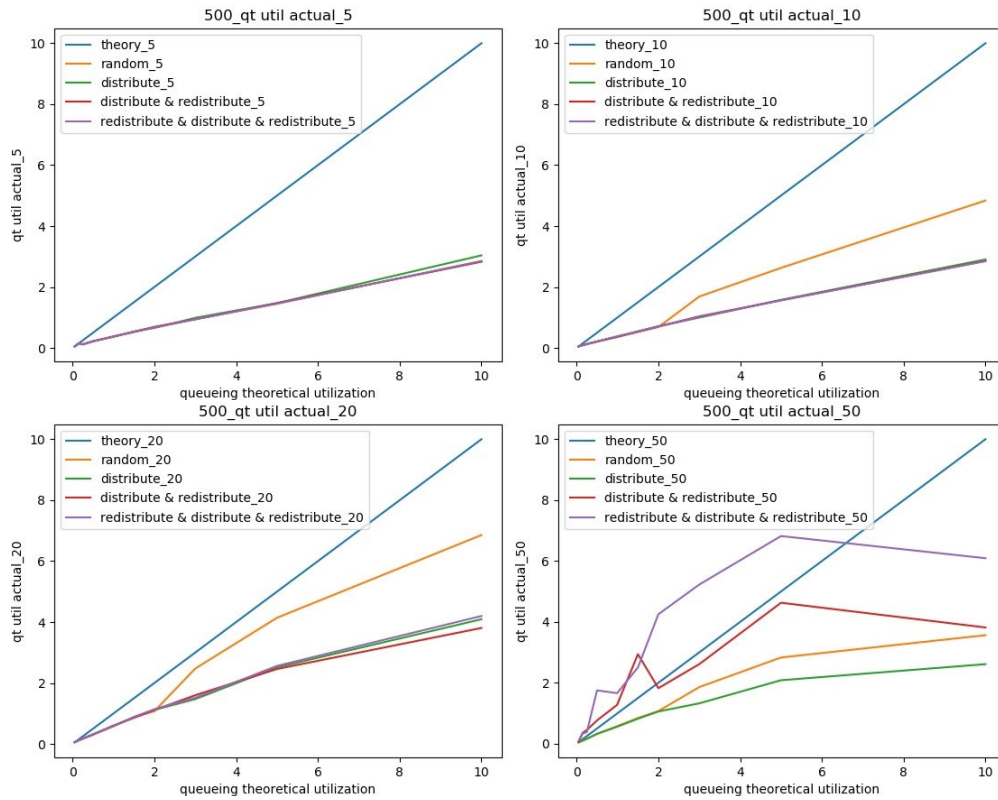 500_qt util actual_5
qt util actual_5
10
8
6
4
2
0
theory_5
random_5
distribute_5
distribute & redistribute_5
redistribute & distribute & redistribute_5
0 2 4 6 8 10
queueing theoretical utilization
500_qt util actual_10
qt util actual_10
10
8
6
4
2
0
theory_10
random_10
distribute_10
distribute & redistribute_10
redistribute & distribute & redistribute_10
0 2 4 6 8 10
queueing theoretical utilization
500_qt util actual_20
qt util actual_20
10
8
6
4
2
0
theory_20
random_20
distribute_20
distribute & redistribute_20
redistribute & distribute & redistribute_20
0 2 4 6 8 10
queueing theoretical utilization
500_qt util actual_50
qt util actual_50
10
8
6
4
2
0
theory_50
random_50
distribute_50
distribute & redistribute_50
redistribute & distribute & redistribute_50
0 2 4 6 8 10
queueing theoretical utilization